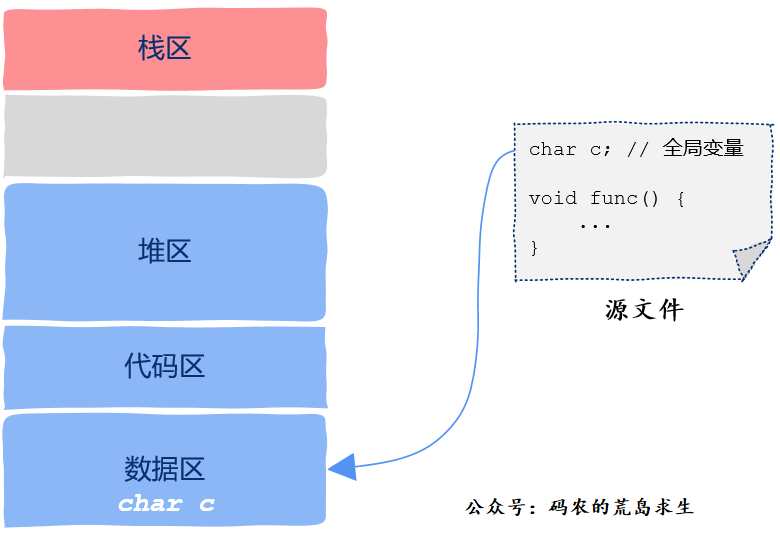 栈区
堆区
代码区
数据区
char c
char c; // 全局变量
void func() {
...
}
源文件
公众号：码农的荒岛求生